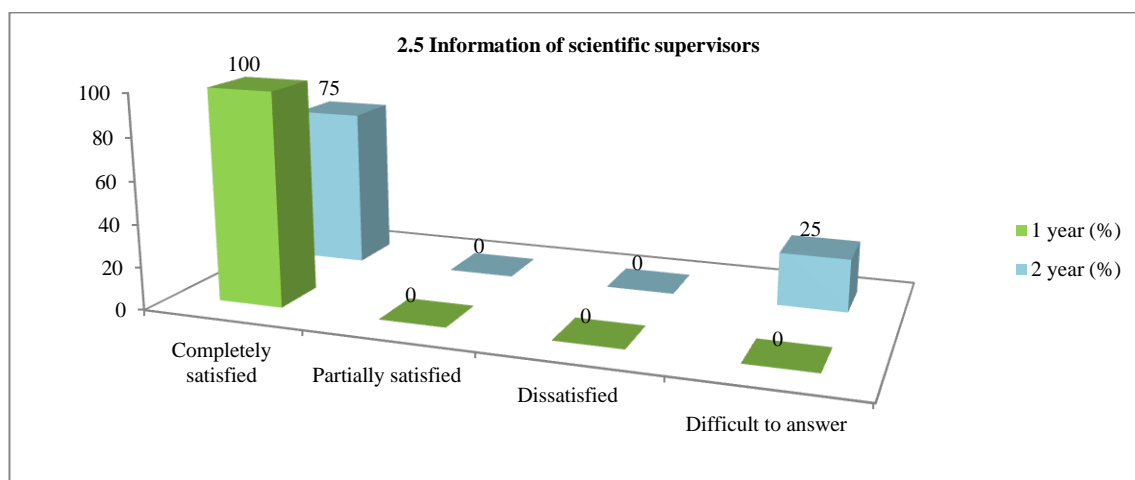 2.5 Information of scientific supervisors
100
75
0
0
25
0
0
0
100
80
60
40
20
0
Completely
satisfied
Partially satisfied
Dissatisfied
Difficult to answer
1 year (%)
2 year (%)